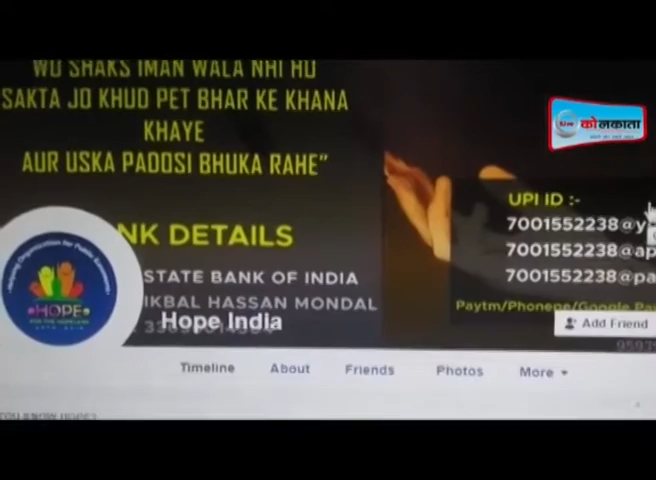 WO SHAKS IMAN WALA NHI HO
SAKTA JO KHUD PET BHAR KE KHANA
KHAYE
AUR USKA PADOSI BHUKA RAHE"
Live कोलकाता
UPI ID :-
7001552238@y
7001552238@ap
7001552238@pa
NK DETAILS
STATE BANK OF INDIA
IKBAL HASSAN MONDAL
Paytm/Phonepe/Google Pay
HOPE
Hope India
Add Friend
Timeline
About
Friends
Photos
More